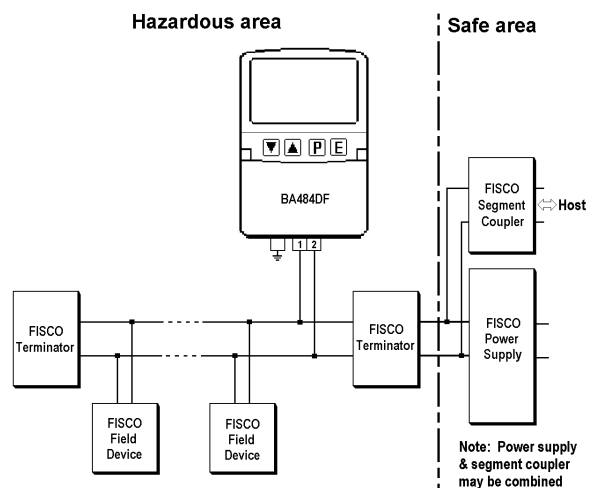 Hazardous area
Safe area
P E
BA484DF
1 2
FISCO
Segment
Coupler
Host
FISCO
Terminator
FISCO
Terminator
FISCO
Power
Supply
FISCO
Field
Device
FISCO
Field
Device
Note: Power supply
& segment coupler
may be combined